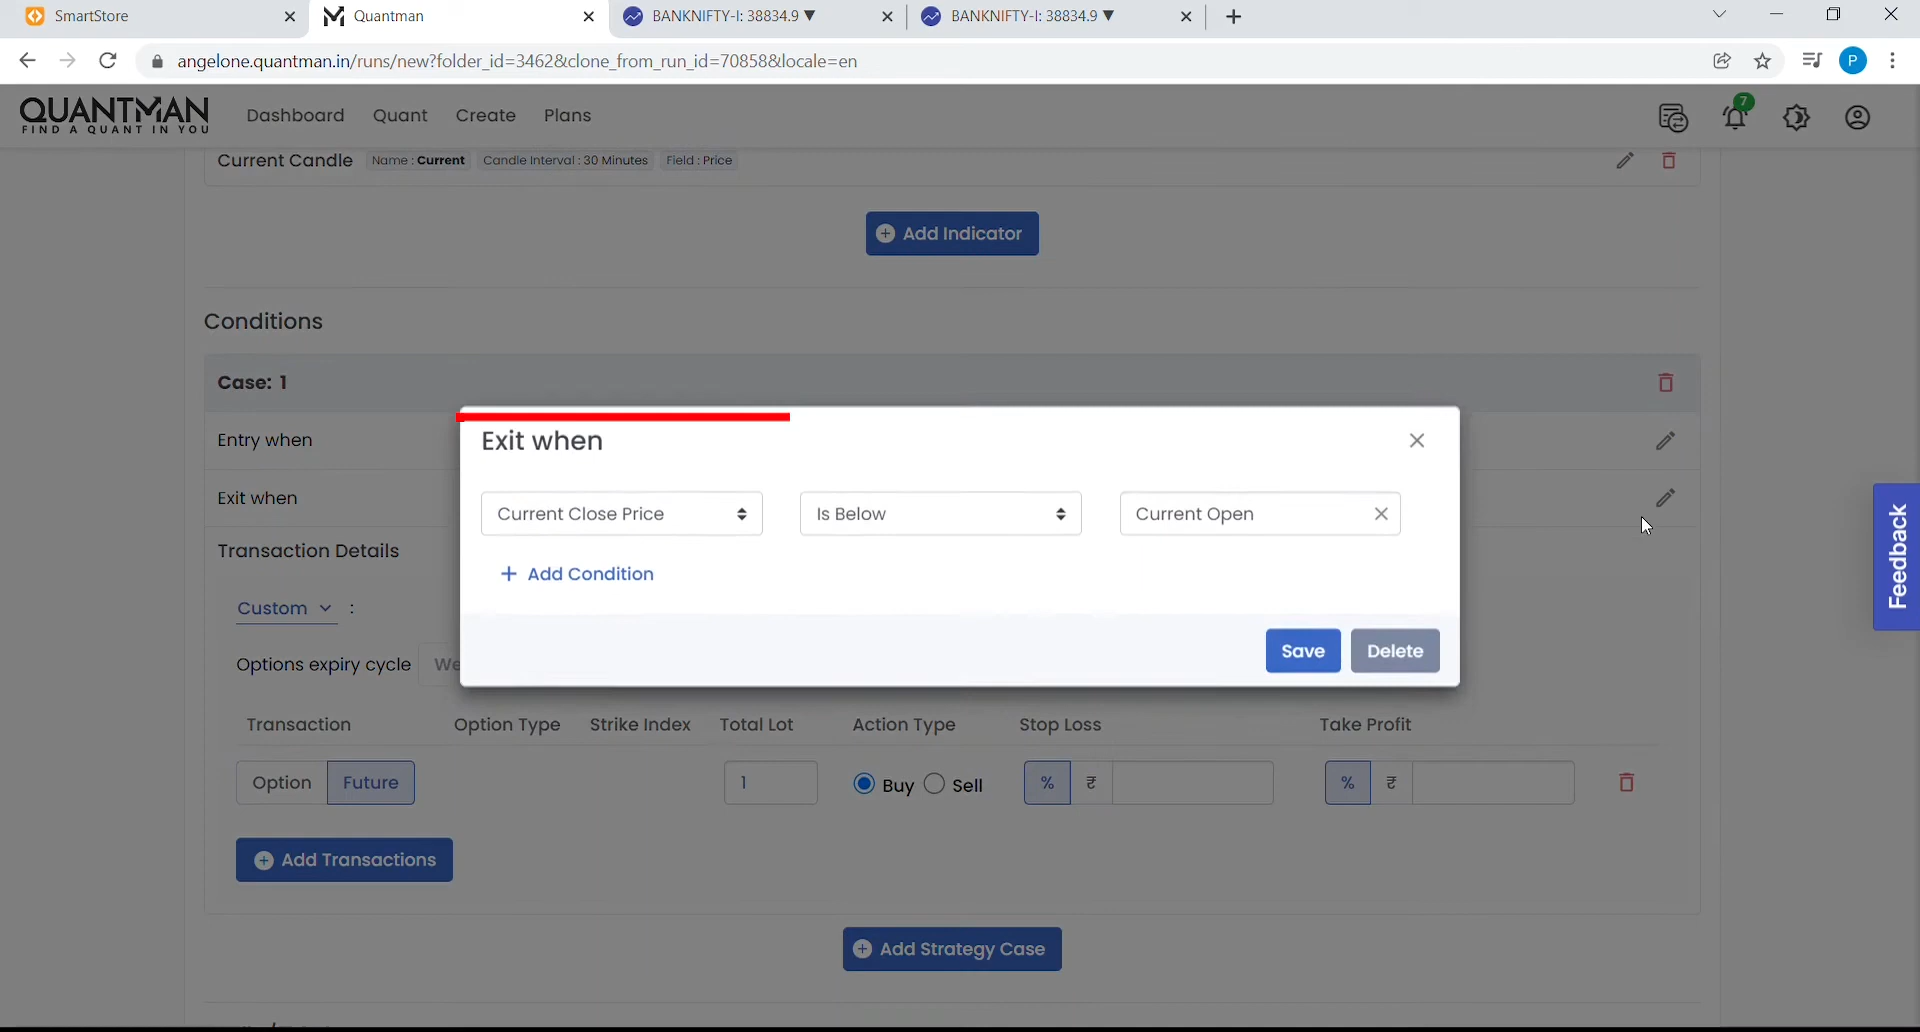 SmartStore
Quantman
BANKNIFTY-I: 38834.9 ▼
BANKNIFTY-I: 38834.9 ▼
angelone.quantman.in/runs/new?folder_id=3462&clone_from_run_id=70858&locale=en
P
QUANTMAN
FIND A QUANT IN YOU
Dashboard Quant Create Plans
7
Current Candle Name : Current Candle Interval : 30 Minutes Field : Price
Add Indicator
Conditions
Case: 1
Entry when
Exit when
Exit when
Current Close Price Is Below Current Open
+ Add Condition
Save Delete
Feedback
Transaction Details
Custom :
Options expiry cycle We
Transaction Option Type Strike Index Total Lot Action Type Stop Loss Take Profit
Option Future 1 Buy Sell % ₹ % ₹
Add Transactions
Add Strategy Case